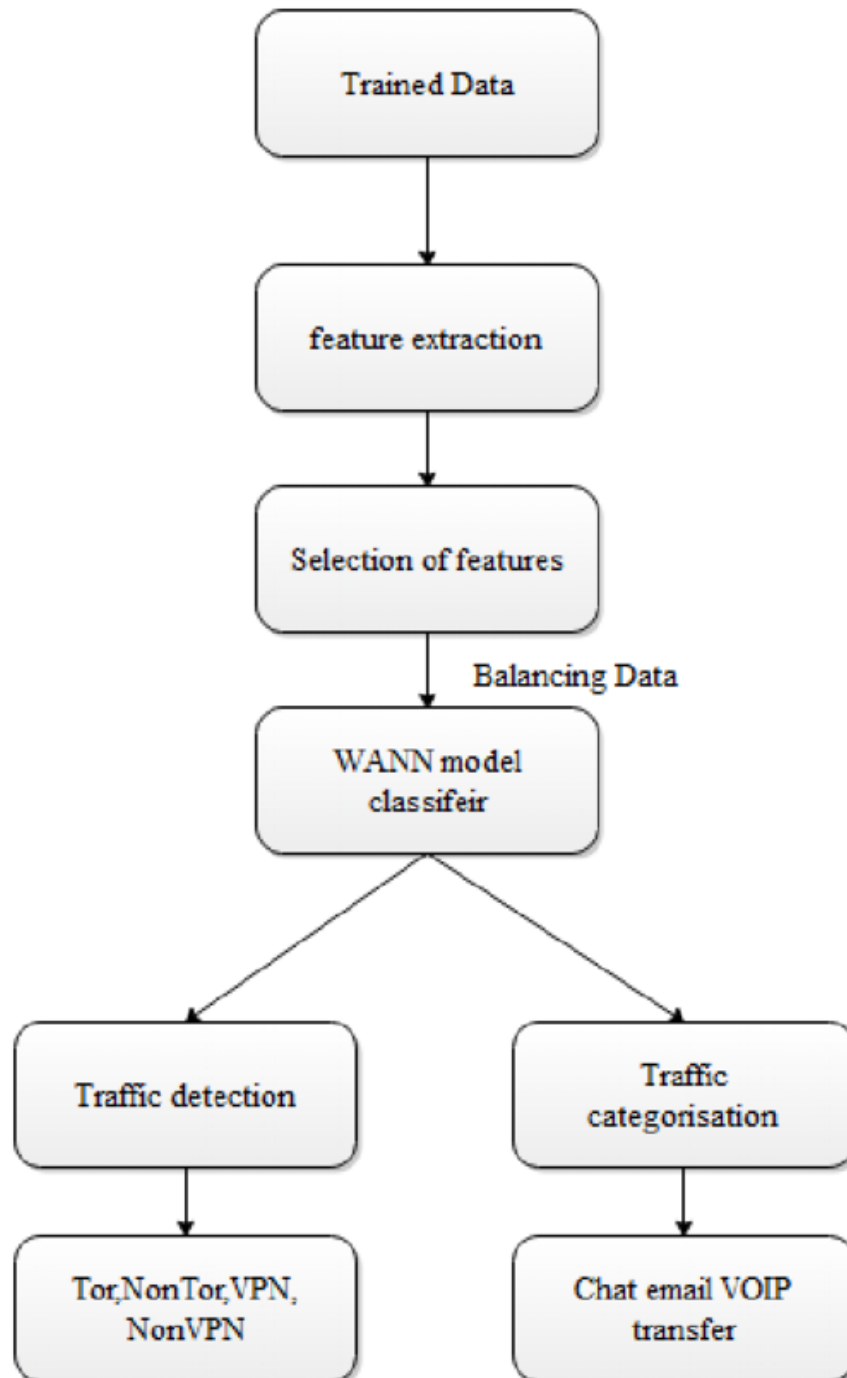 Trained Data
feature extraction
Selection of features
Balancing Data
WANN model
classifeir
Traffic detection
Traffic
categorisation
Tor,NonTor,VPN,
NonVPN
Chat email VOIP
transfer